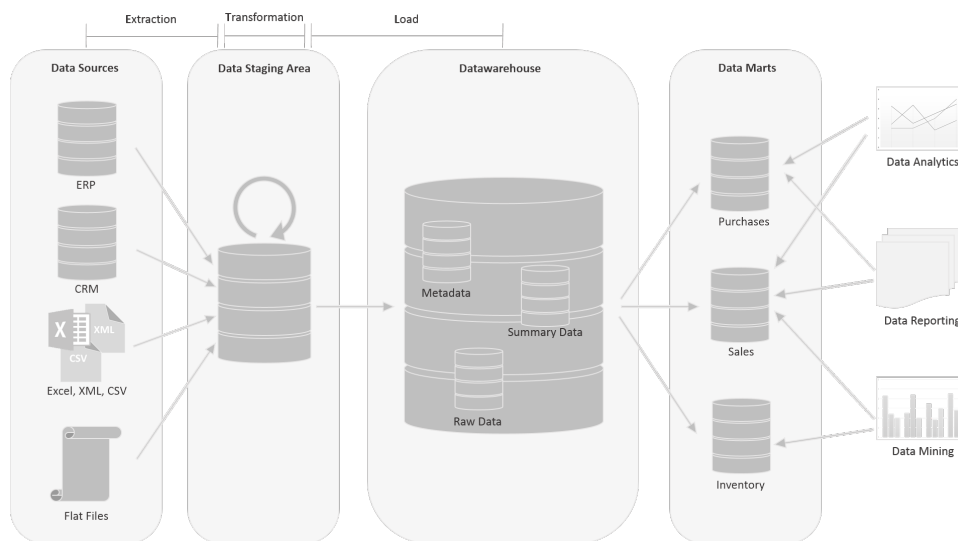 Extraction
Transformation
Load
Data Sources
ERP
CRM
X
XML
CSV
Excel, XML, CSV
Flat Files
Data Staging Area
Datawarehouse
Metadata
Summary Data
Raw Data
Data Marts
Purchases
Sales
Inventory
Data Analytics
Data Reporting
Data Mining